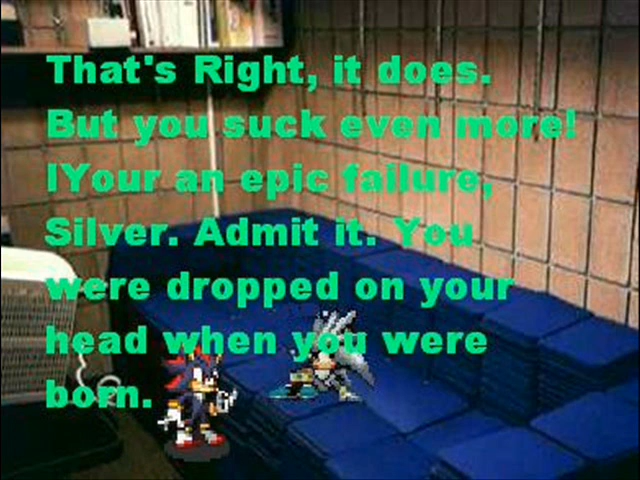 That's Right, it does.
But you suck even more!
IYour an epic failure,
Silver. Admit it. You
were dropped on your
head when you were
born.